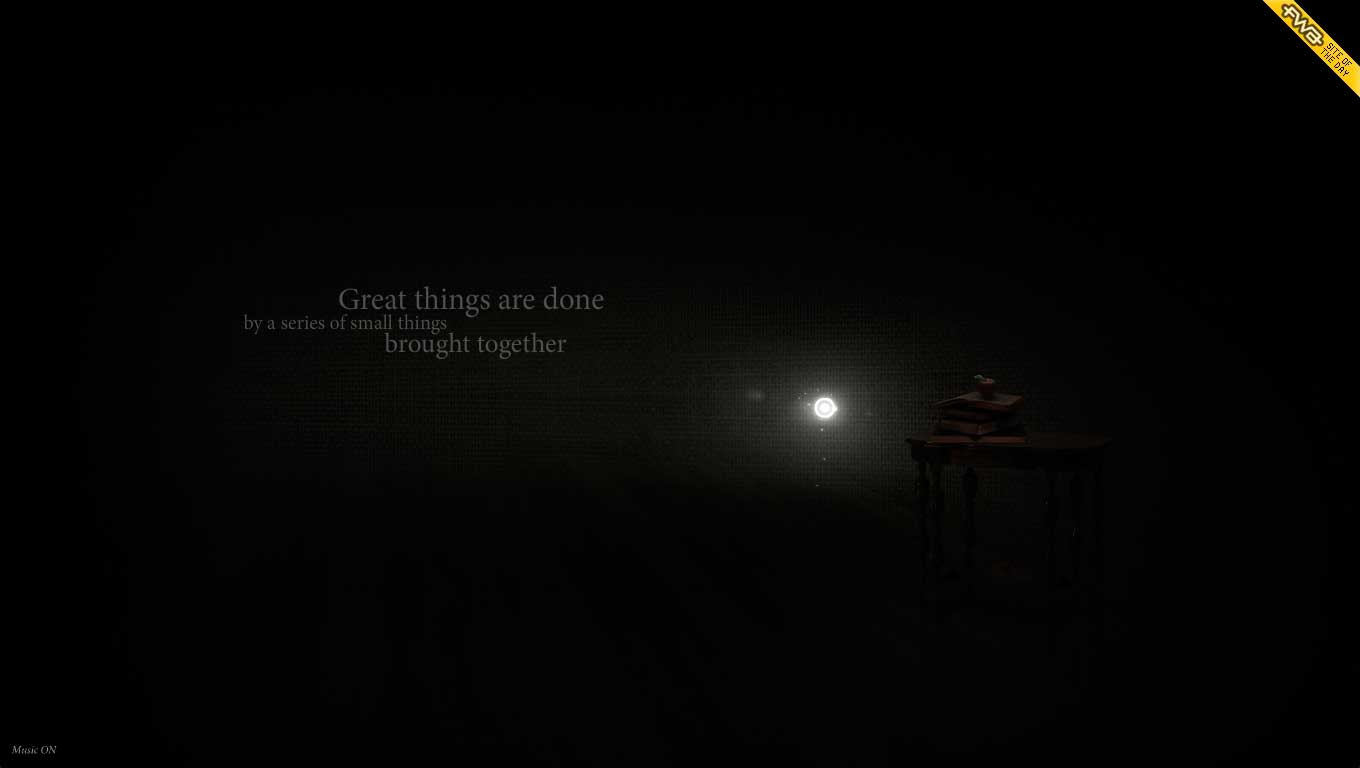 FWA
SITE OF
THE DAY
Great things are done
by a series of small things
brought together
Music ON